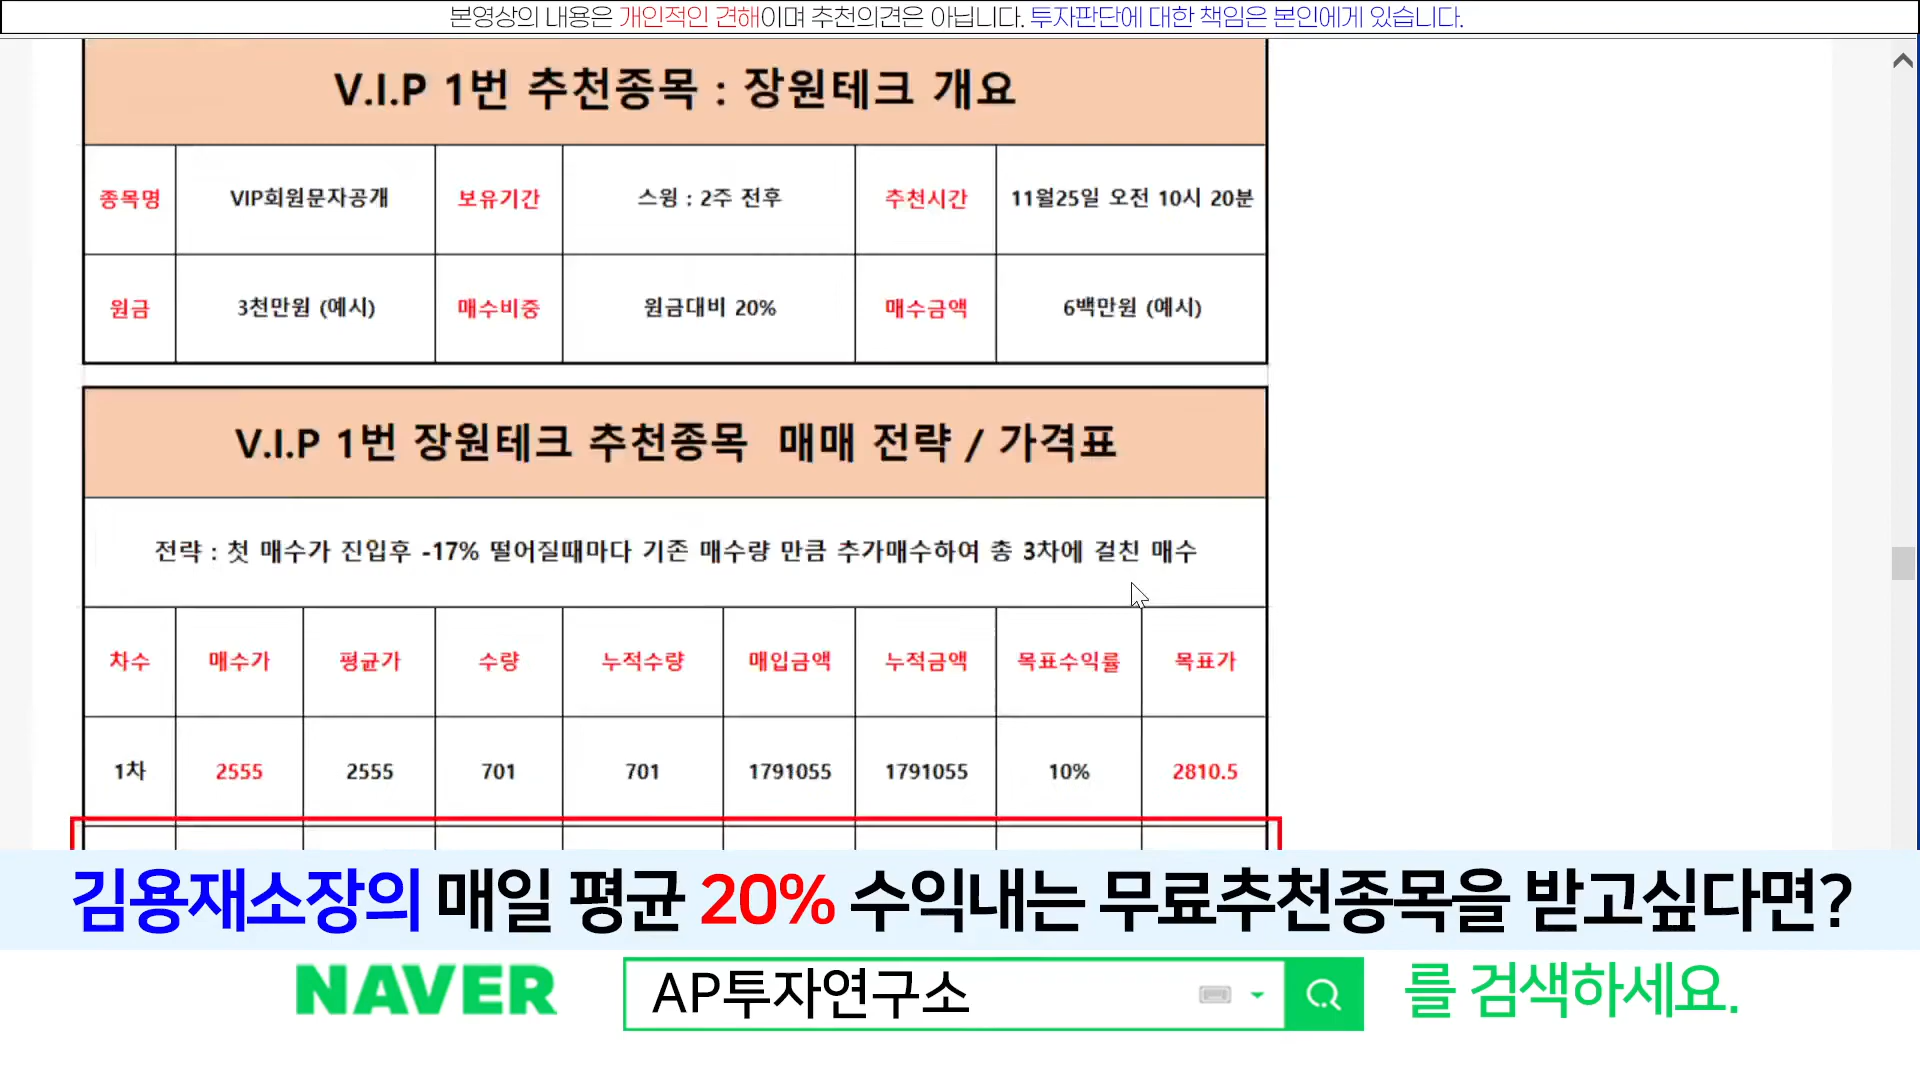 본영상의 내용은 개인적인 견해이며 추천의견은 아닙니다. 투자판단에 대한 책임은 본인에게 있습니다.
V.I.P 1번 추천종목 : 장원테크 개요
종목명 VIP회원문자공개 보유기간 스윙 : 2주 전후 추천시간 11월25일 오전 10시 20분
원금 3천만원 (예시) 매수비중 원금대비 20% 매수금액 6백만원 (예시)
V.I.P 1번 장원테크 추천종목 매매 전략 / 가격표
전략 : 첫 매수가 진입후 -17% 떨어질때마다 기존 매수량 만큼 추가매수하여 총 3차에 걸친 매수
차수 매수가 평균가 수량 누적수량 매입금액 누적금액 목표수익률 목표가
1차 2555 2555 701 701 1791055 1791055 10% 2810.5
김용재소장의 매일 평균 20% 수익내는 무료추천종목을 받고싶다면?
NAVER AP투자연구소 를 검색하세요.